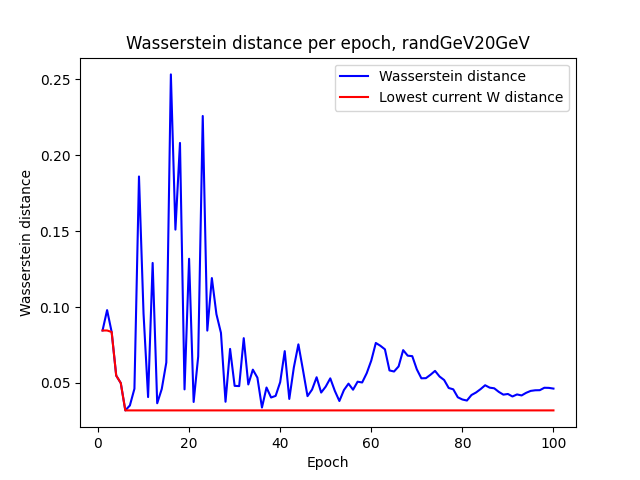 Wasserstein distance per epoch, randGeV20GeV
Wasserstein distance
Lowest current W distance
Wasserstein distance
0.25
0.20
0.15
0.10
0.05
0
20
40
60
80
100
Epoch